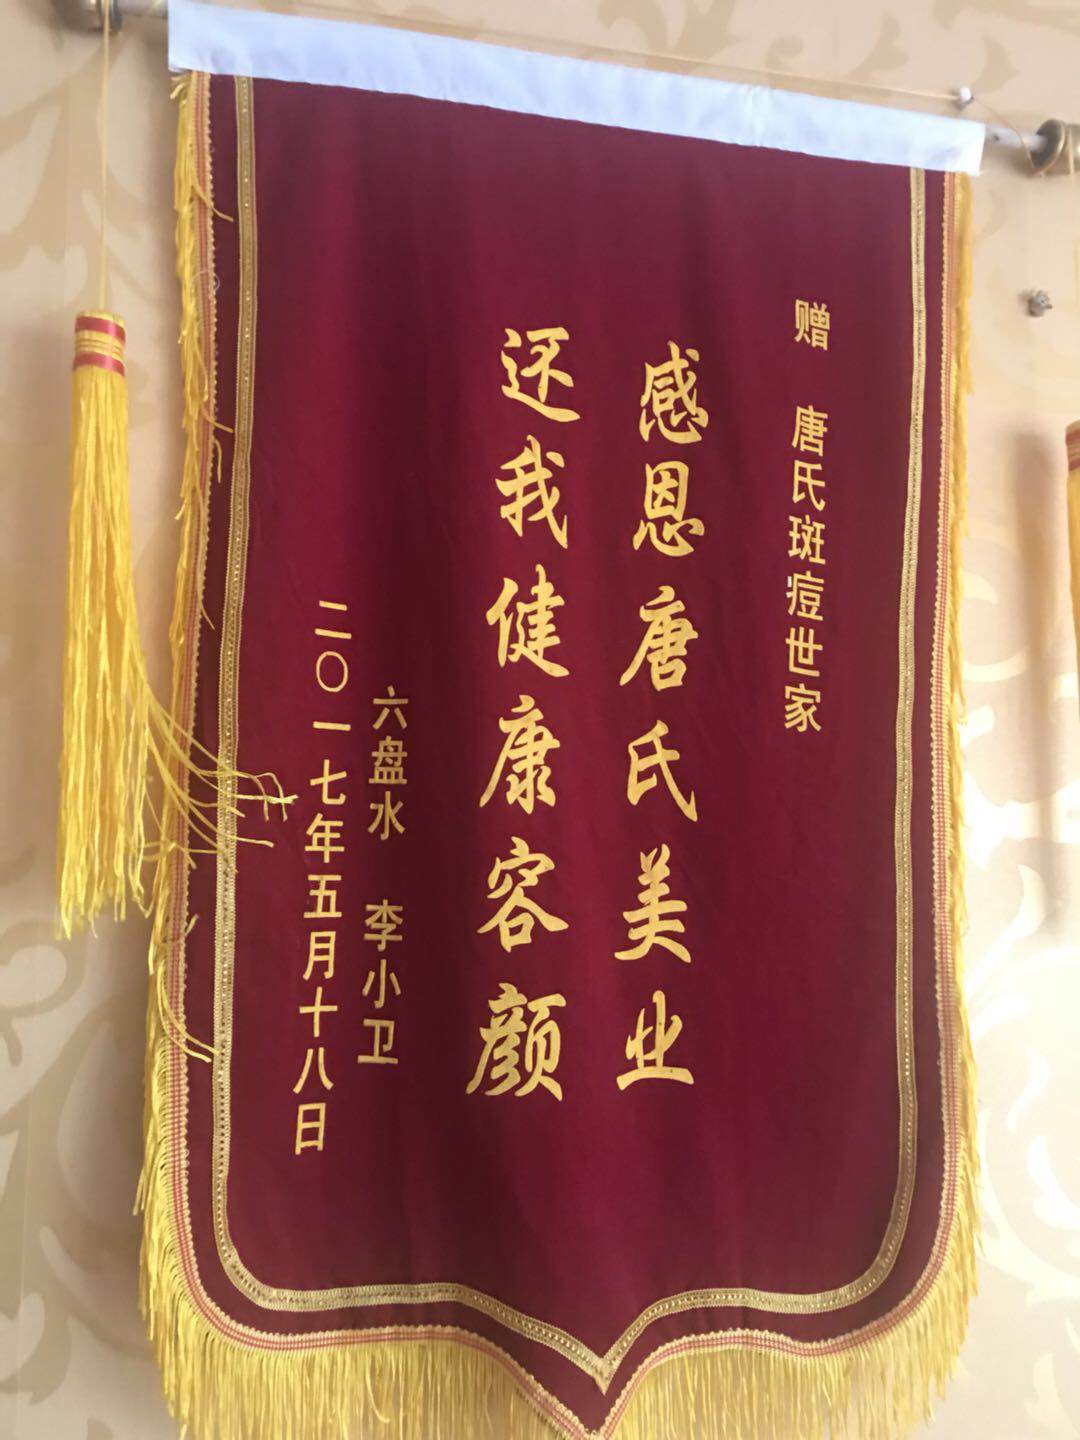 赠 唐氏斑痘世家
感恩唐氏美业
还我健康容颜
六盘水 李小卫
二〇一七年五月十八日